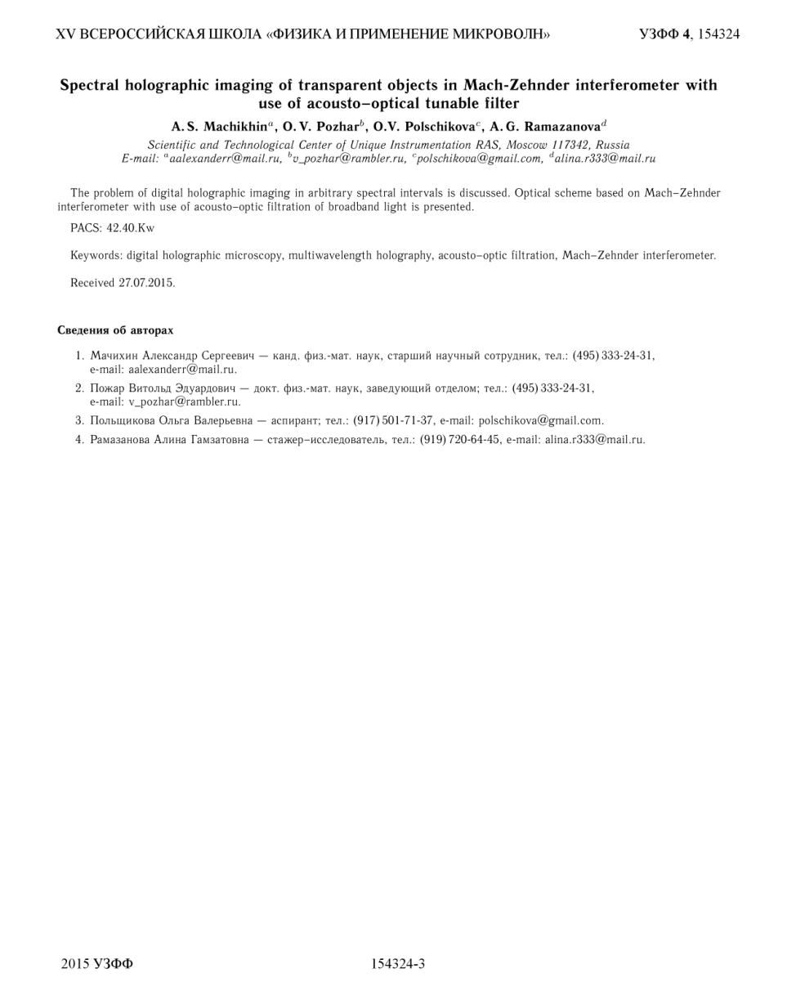 XV ВСЕРОССИЙСКАЯ ШКОЛА «ФИЗИКА И ПРИМЕНЕНИЕ МИКРОВОЛН» УЗФФ 4, 154324
Spectral holographic imaging of transparent objects in Mach-Zehnder interferometer with
use of acousto–optical tunable filter
A. S. Machikhin^a, O. V. Pozhar^b, O.V. Polschikova^c, A. G. Ramazanova^d
Scientific and Technological Center of Unique Instrumentation RAS, Moscow 117342, Russia
E-mail: ^aaalexanderr@mail.ru, ^bv_pozhar@rambler.ru, ^cpolschikova@gmail.com, ^dalina.r333@mail.ru
The problem of digital holographic imaging in arbitrary spectral intervals is discussed. Optical scheme based on Mach–Zehnder
interferometer with use of acousto–optic filtration of broadband light is presented.
PACS: 42.40.Kw
Keywords: digital holographic microscopy, multiwavelength holography, acousto–optic filtration, Mach–Zehnder interferometer.
Received 27.07.2015.
Сведения об авторах
1. Мачихин Александр Сергеевич — канд. физ.-мат. наук, старший научный сотрудник, тел.: (495) 333-24-31,
e-mail: aalexanderr@mail.ru.
2. Пожар Витольд Эдуардович — докт. физ.-мат. наук, заведующий отделом; тел.: (495) 333-24-31,
e-mail: v_pozhar@rambler.ru.
3. Польщикова Ольга Валерьевна — аспирант; тел.: (917) 501-71-37, e-mail: polschikova@gmail.com.
4. Рамазанова Алина Гамзатовна — стажер–исследователь, тел.: (919) 720-64-45, e-mail: alina.r333@mail.ru.
2015 УЗФФ 154324-3